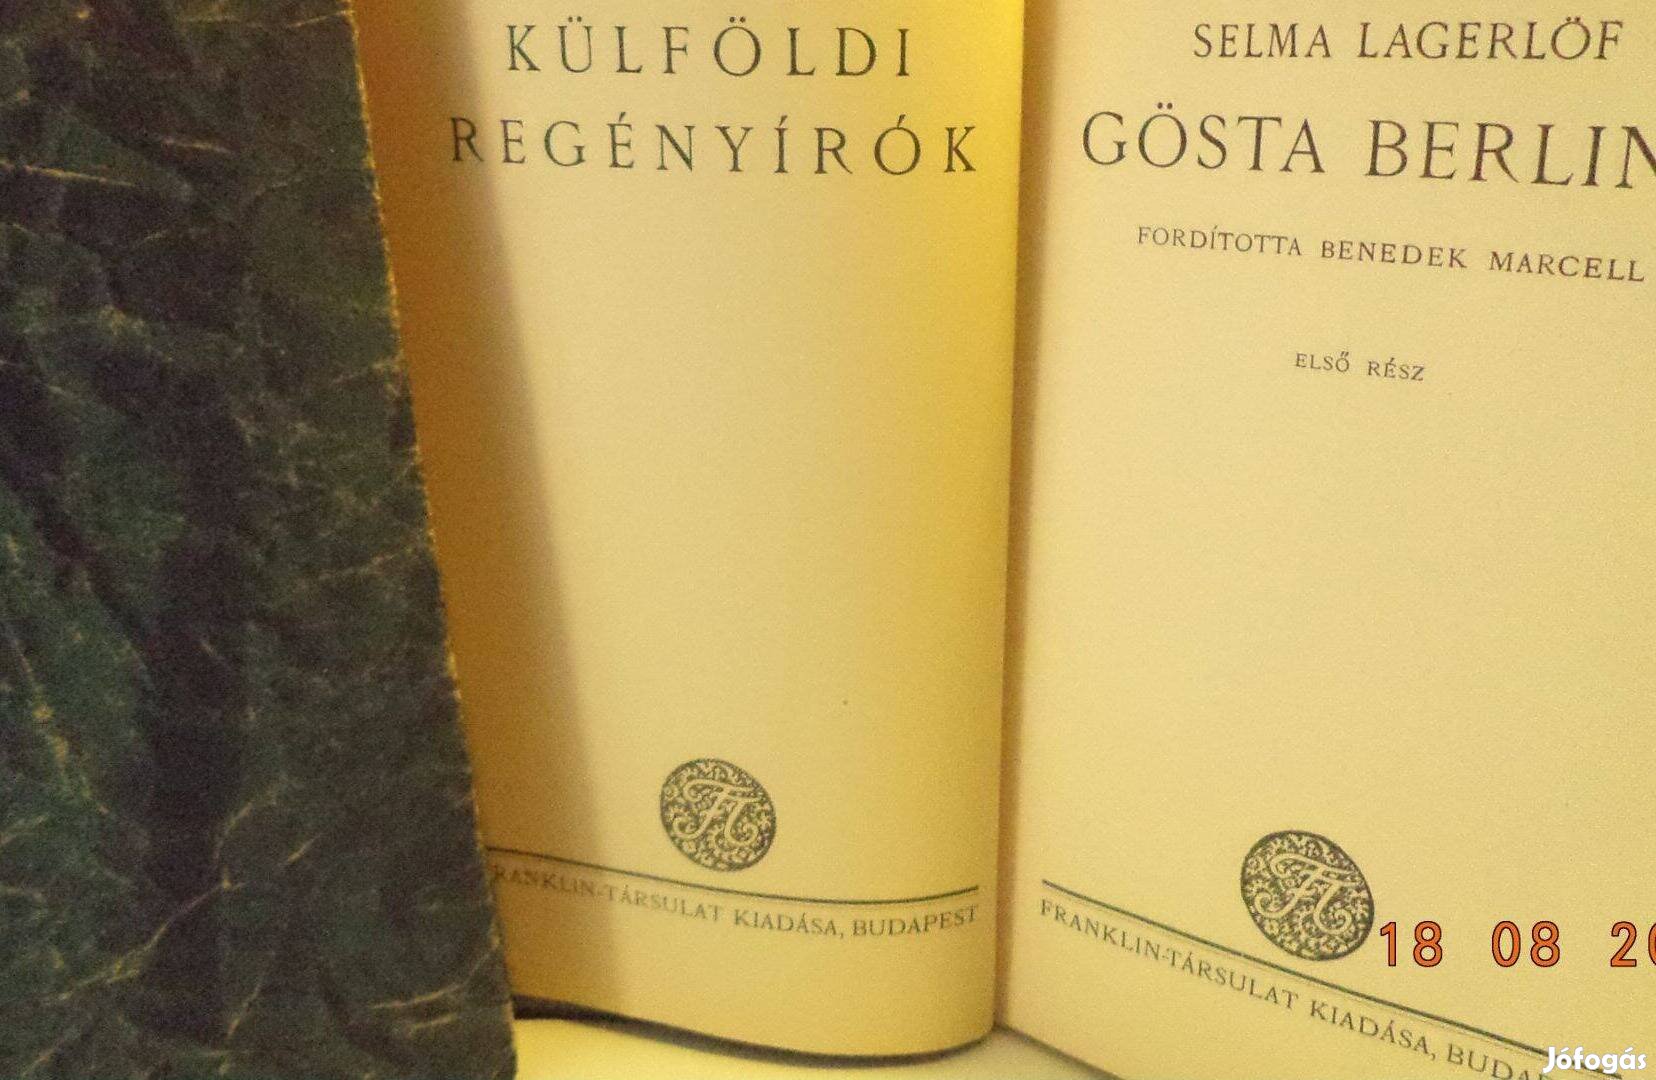 KÜLFÖLDI
REGÉNYÍRÓK
FRANKLIN-TÁRSULAT KIADÁSA, BUDAPEST
SELMA LAGERLÖF
GÖSTA BERLIN
FORDÍTOTTA BENEDEK MARCELL
ELSŐ RÉSZ
FRANKLIN-TÁRSULAT KIADÁSA, BUDA
18 08 20
Jófogás